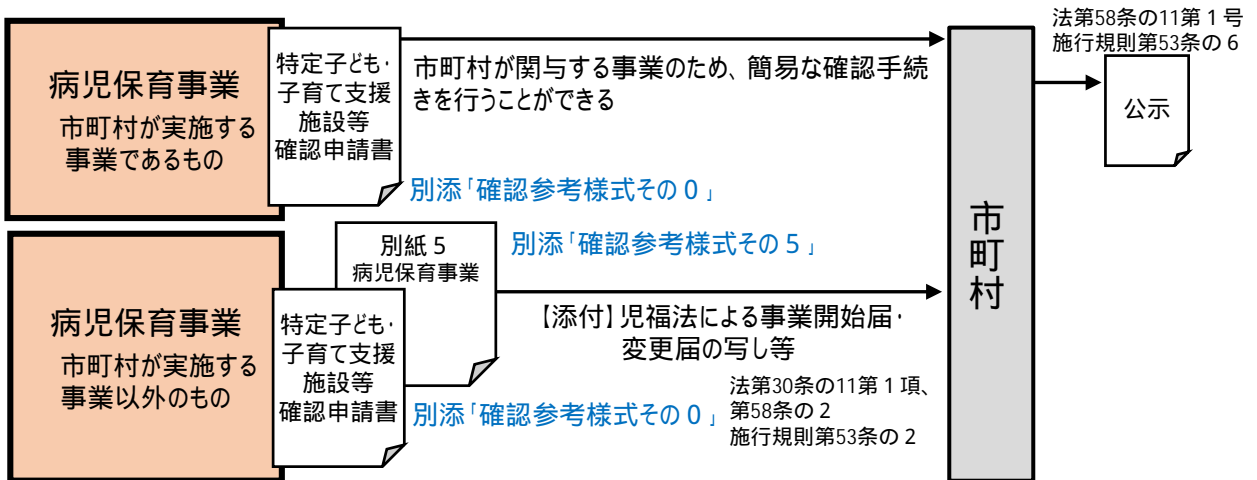 病児保育事業
市町村が実施する
事業であるもの
特定子ども・
子育て支援
施設等
確認申請書
市町村が関与する事業のため、簡易な確認手続
きを行うことができる
別添「確認参考様式その０」
病児保育事業
市町村が実施する
事業以外のもの
別紙５
病児保育事業
特定子ども・
子育て支援
施設等
確認申請書
別添「確認参考様式その５」
【添付】児福法による事業開始届・
変更届の写し等
別添「確認参考様式その０」
法第30条の11第１項、
第58条の２
施行規則第53条の２
市町村
法第58条の11第１号
施行規則第53条の６
公示